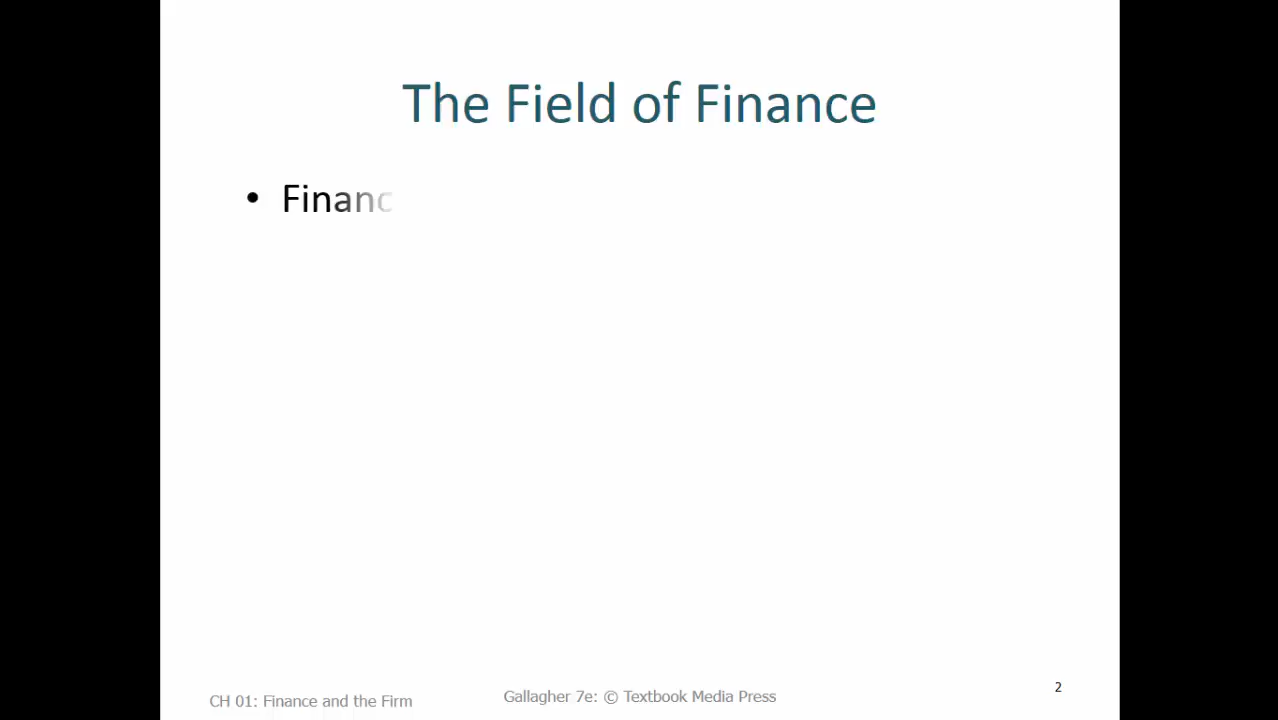 The Field of Finance
• Financ
CH 01: Finance and the Firm
Gallagher 7e: © Textbook Media Press
2